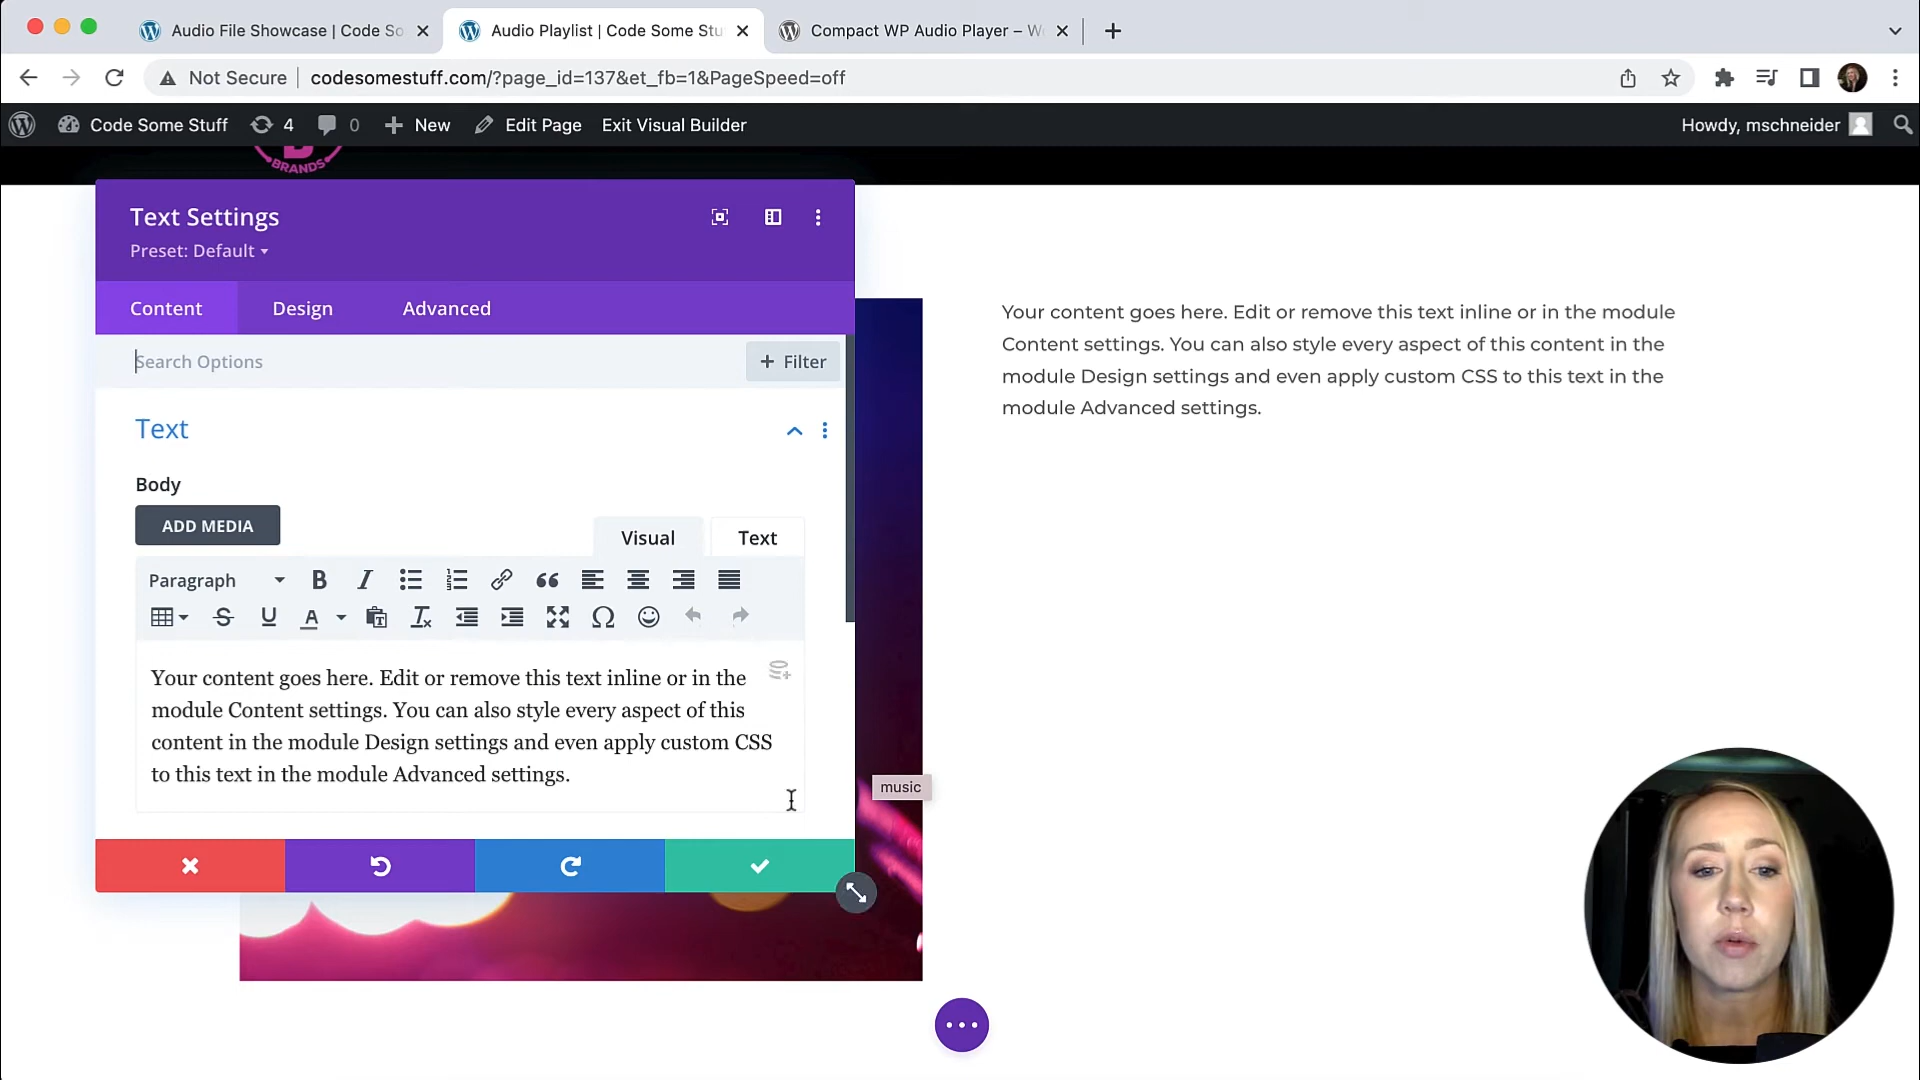 Audio File Showcase | Code So
Audio Playlist | Code Some Stu
Compact WP Audio Player – W
Not Secure
codesomestuff.com/?page_id=137&et_fb=1&PageSpeed=off
Code Some Stuff
4
0
New
Edit Page
Exit Visual Builder
Howdy, mschneider
BRANDS
Text Settings
Preset: Default
Content
Design
Advanced
Search Options
+ Filter
Text
Body
ADD MEDIA
Visual
Text
Paragraph
Your content goes here. Edit or remove this text inline or in the
module Content settings. You can also style every aspect of this
content in the module Design settings and even apply custom CSS
to this text in the module Advanced settings.
music
Your content goes here. Edit or remove this text inline or in the module
Content settings. You can also style every aspect of this content in the
module Design settings and even apply custom CSS to this text in the
module Advanced settings.